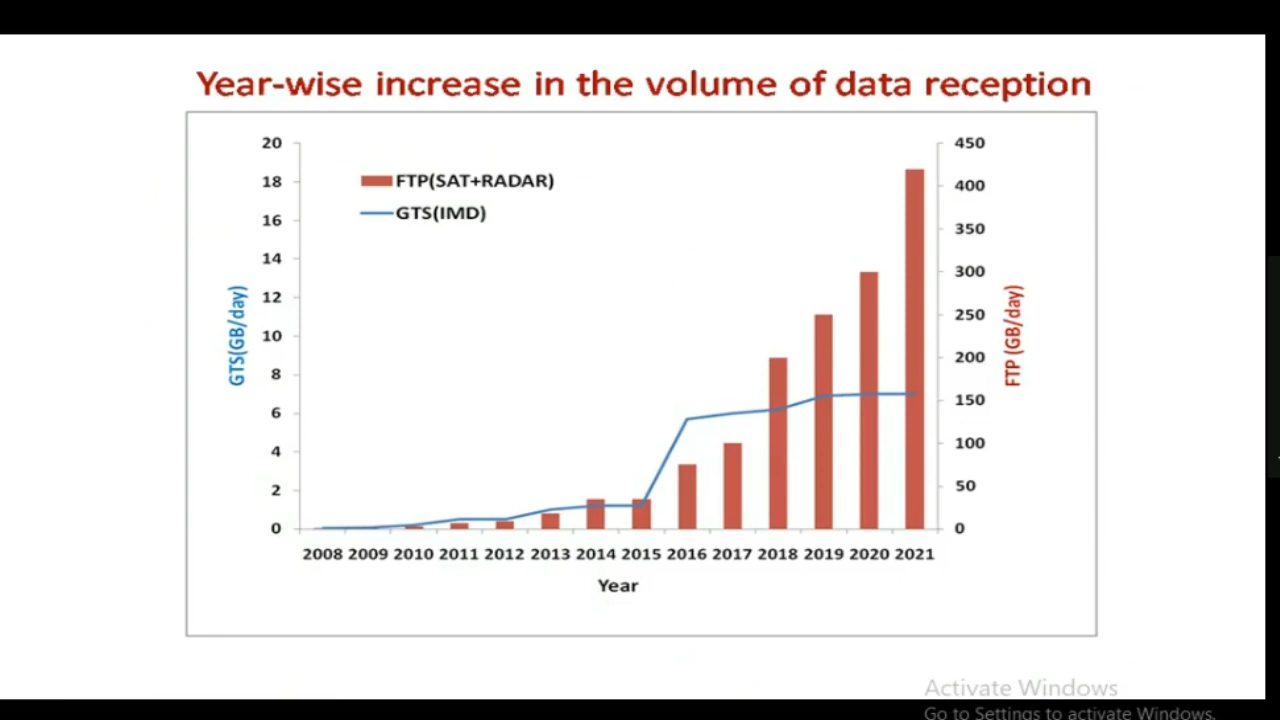 Year-wise increase in the volume of data reception
20
18
16
14
12
10
8
6
4
2
0
GTS(GB/day)
FTP(SAT+RADAR)
GTS(IMD)
450
400
350
300
250
200
150
100
50
0
FTP (GB/day)
2008 2009 2010 2011 2012 2013 2014 2015 2016 2017 2018 2019 2020 2021
Year
Activate Windows
Go to Settings to activate Windows.